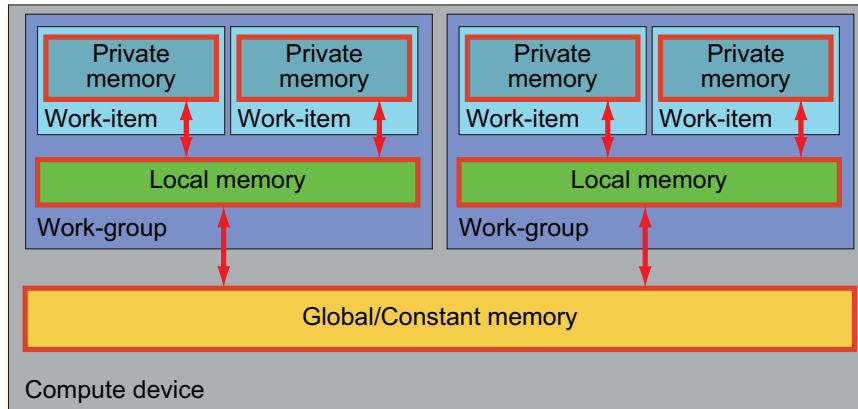 Private
memory
Private
memory
Private
memory
Private
memory
Work-item
Work-item
Work-item
Work-item
Local memory
Local memory
Work-group
Work-group
Global/Constant memory
Compute device